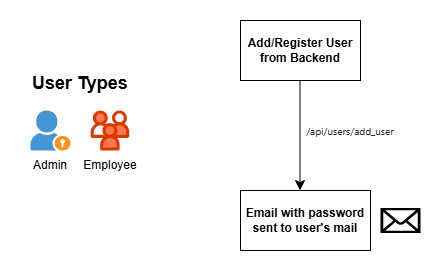 Add/Register User
from Backend
User Types
/api/users/add_user
Admin
Employee
Email with password
sent to user's mail